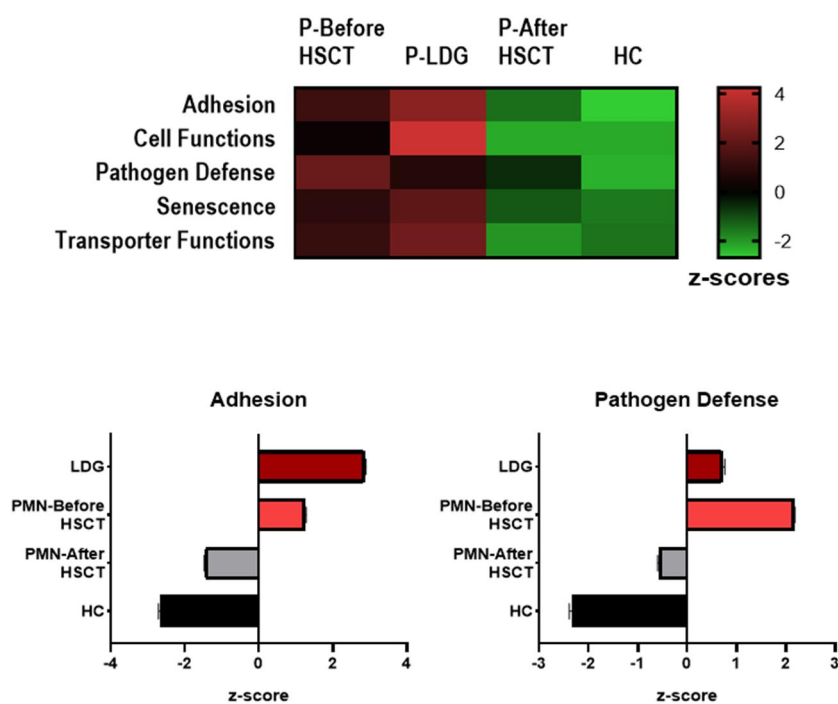 P-Before
HSCT
P-LDG
P-After
HSCT
HC
Adhesion
Cell Functions
Pathogen Defense
Senescence
Transporter Functions
4
2
0
-2
z-scores
Adhesion
LDG
PMN-Before
HSCT
PMN-After
HSCT
HC
-4 -2 0 2 4
z-score
Pathogen Defense
LDG
PMN-Before
HSCT
PMN-After
HSCT
HC
-3 -2 -1 0 1 2 3
z-score